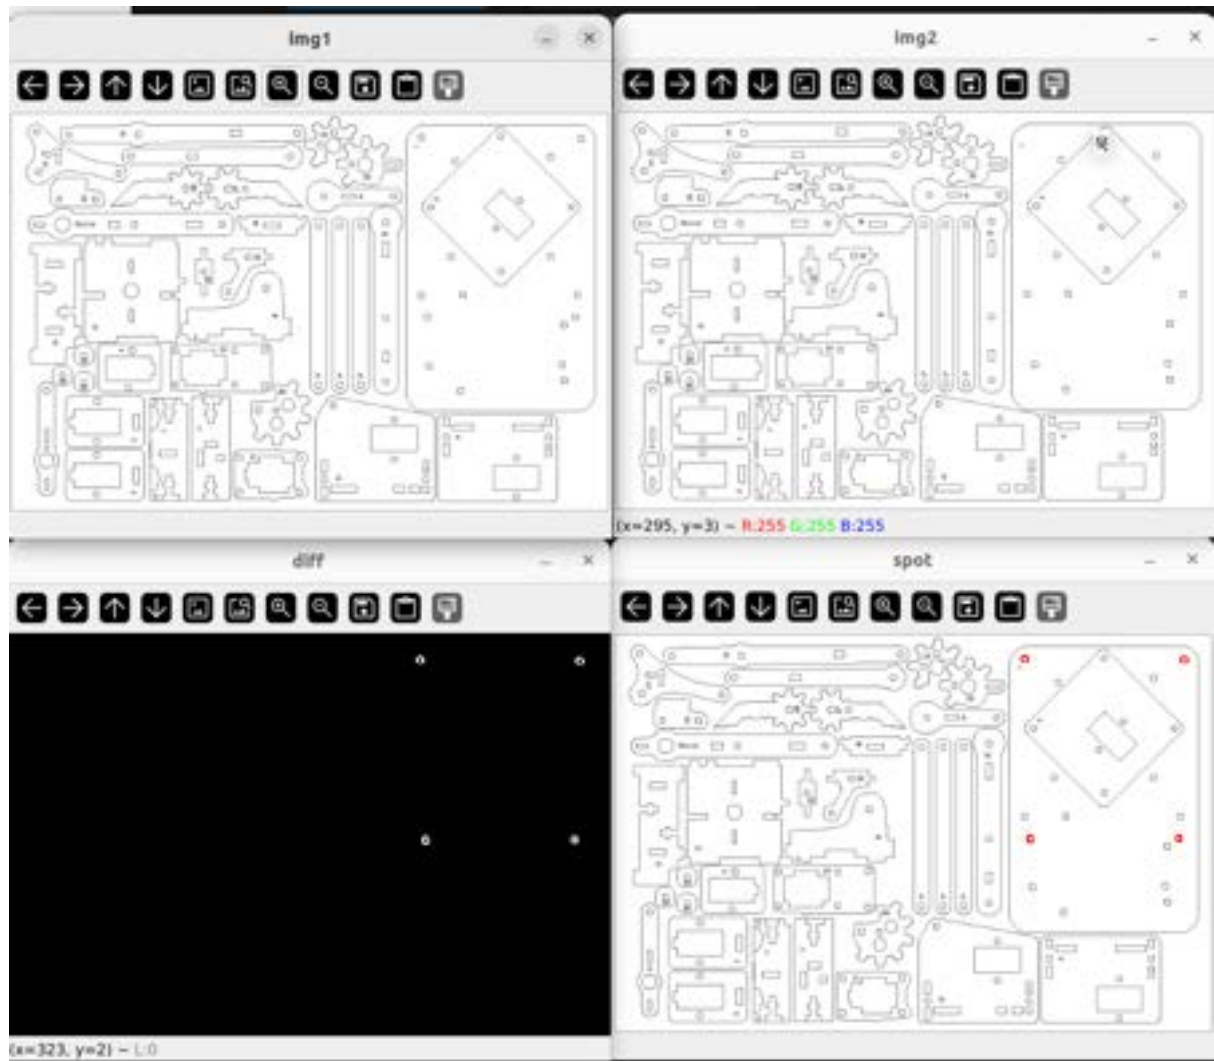 img1
img2
(x=295, y=3) ~ R:255 G:255 B:255
diff
spot
(x=323, y=2) ~ L:0